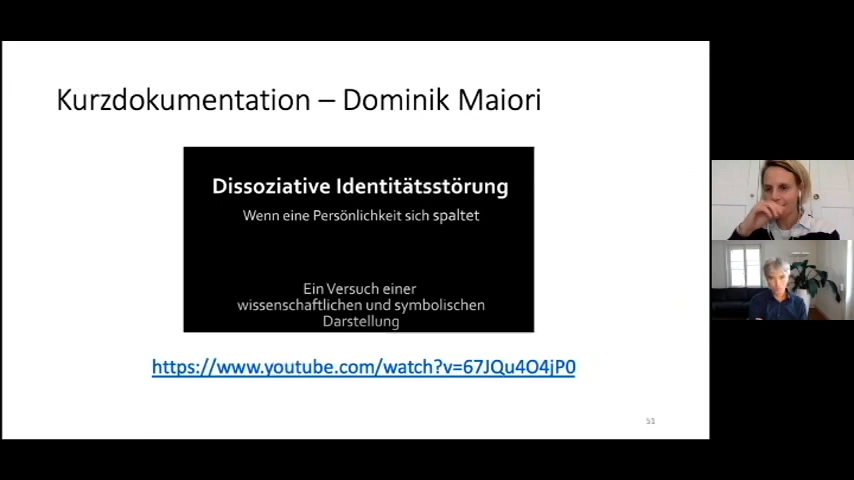 Kurzdokumentation – Dominik Maiori
Dissoziative Identitätsstörung
Wenn eine Persönlichkeit sich spaltet
Ein Versuch einer
wissenschaftlichen und symbolischen
Darstellung
https://www.youtube.com/watch?v=67JQu4O4jP0
53